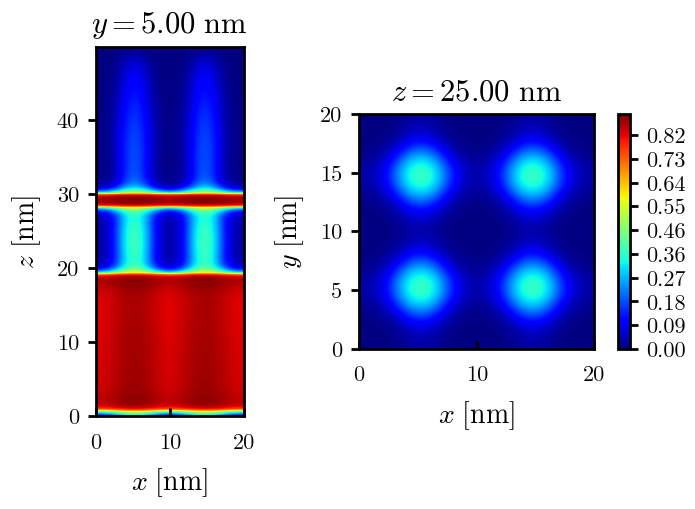 y = 5.00 nm
40
30
20
10
0
z [nm]
0 10 20
x [nm]
z = 25.00 nm
20
15
10
5
0
y [nm]
0 10 20
x [nm]
0.82
0.73
0.64
0.55
0.46
0.36
0.27
0.18
0.09
0.00